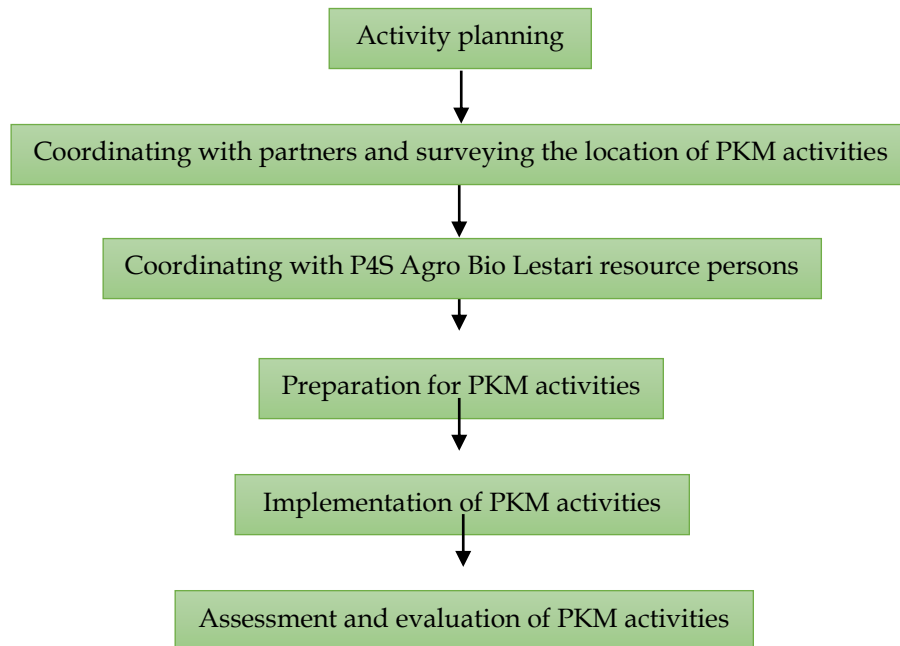 Activity planning
Coordinating with partners and surveying the location of PKM activities
Coordinating with P4S Agro Bio Lestari resource persons
Preparation for PKM activities
Implementation of PKM activities
Assessment and evaluation of PKM activities